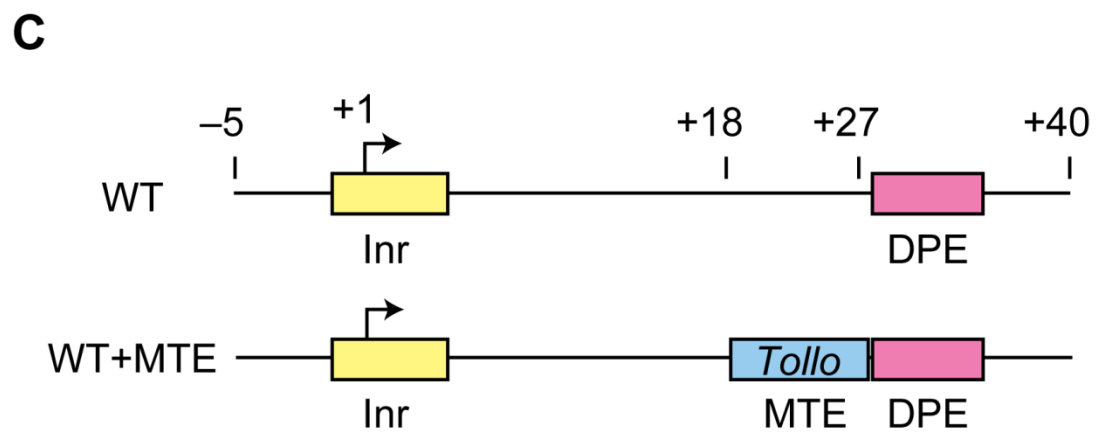 C
–5 +1 +18 +27 +40
WT
Inr DPE
WT+MTE Tollo
Inr MTE DPE